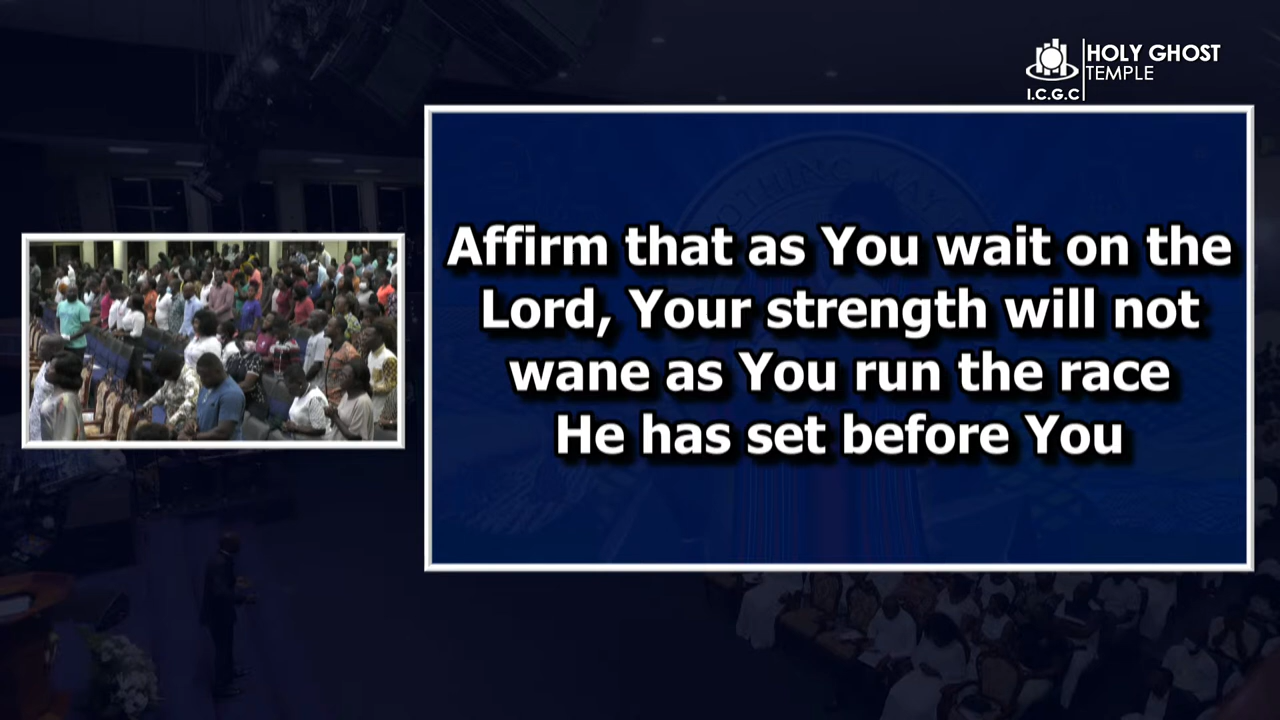 HOLY GHOST
TEMPLE
I.C.G.C
Affirm that as You wait on the
Lord, Your strength will not
wane as You run the race
He has set before You